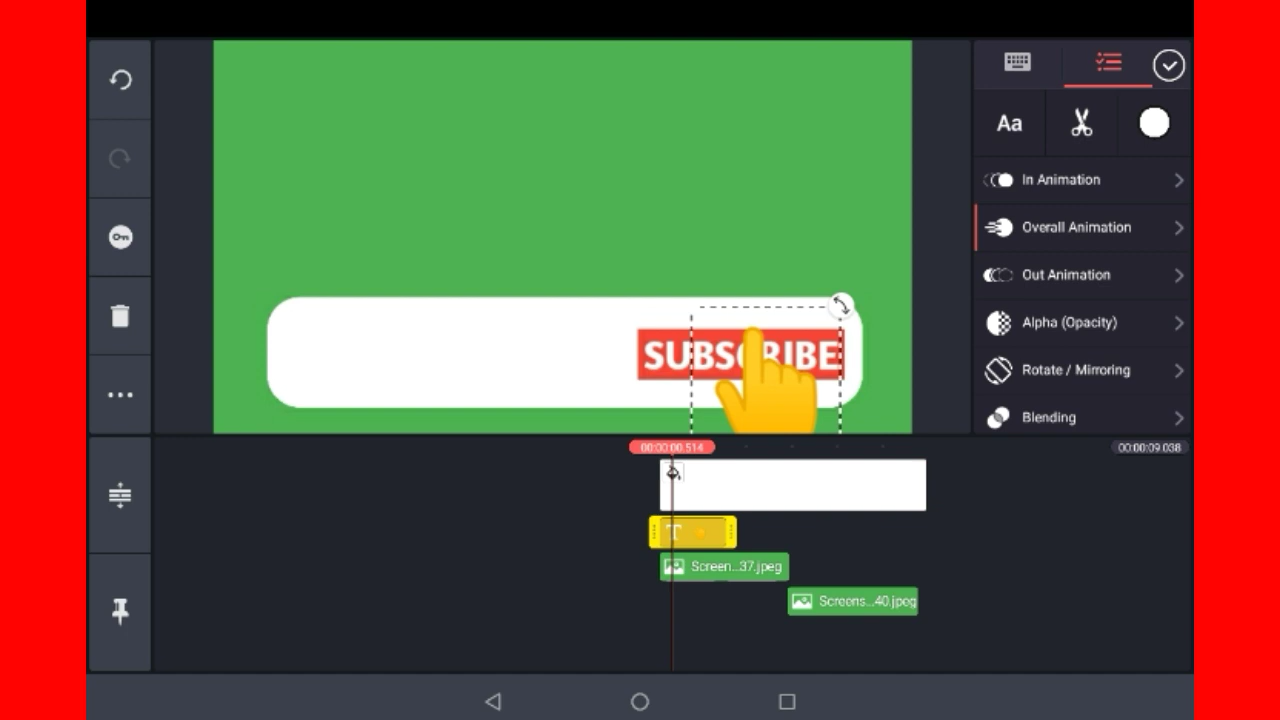 Aa
In Animation
Overall Animation
Out Animation
Alpha (Opacity)
Rotate / Mirroring
Blending
SUBSCRIBE
00:00:00.514
00:00:09.038
T
Screen...37.jpeg
Screens...40.jpeg